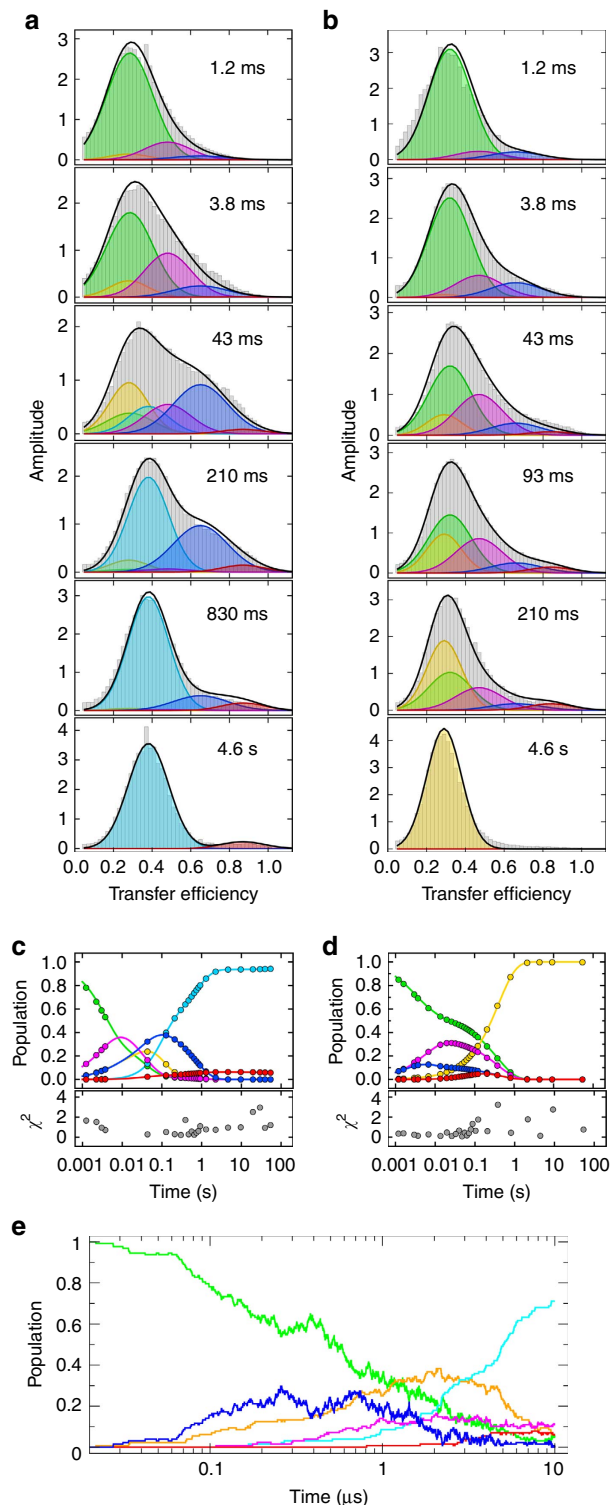 a
b
Amplitude
3
2
1
0
1.2 ms
3
2
1
0
1.2 ms
3
2
1
0
3.8 ms
3
2
1
0
3.8 ms
2
1
0
43 ms
3
2
1
0
43 ms
2
1
0
210 ms
3
2
1
0
93 ms
3
2
1
0
830 ms
3
2
1
0
210 ms
4
3
2
1
0
4.6 s
4
3
2
1
0
4.6 s
Amplitude
0.0 0.2 0.4 0.6 0.8 1.0
0.0 0.2 0.4 0.6 0.8 1.0
Transfer efficiency
Transfer efficiency
c
d
Population
1.0
0.8
0.6
0.4
0.2
0.0
Population
1.0
0.8
0.6
0.4
0.2
0.0
χ²
4
2
0
χ²
4
2
0
0.001 0.01 0.1 1 10 100
0.001 0.01 0.1 1 10 100
Time (s)
Time (s)
e
Population
1
0.8
0.6
0.4
0.2
0
0.1 1 10
Time (μs)